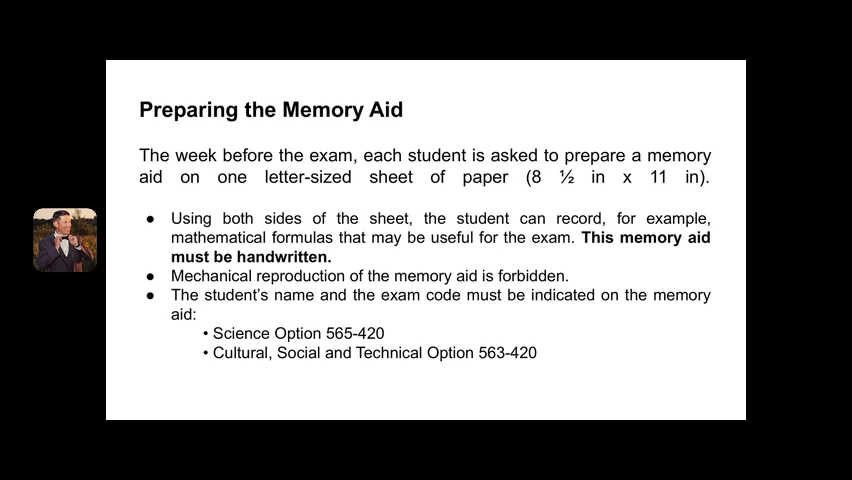 Preparing the Memory Aid
The week before the exam, each student is asked to prepare a memory
aid on one letter-sized sheet of paper (8 ½ in x 11 in).
● Using both sides of the sheet, the student can record, for example,
mathematical formulas that may be useful for the exam. This memory aid
must be handwritten.
● Mechanical reproduction of the memory aid is forbidden.
● The student’s name and the exam code must be indicated on the memory
aid:
• Science Option 565-420
• Cultural, Social and Technical Option 563-420